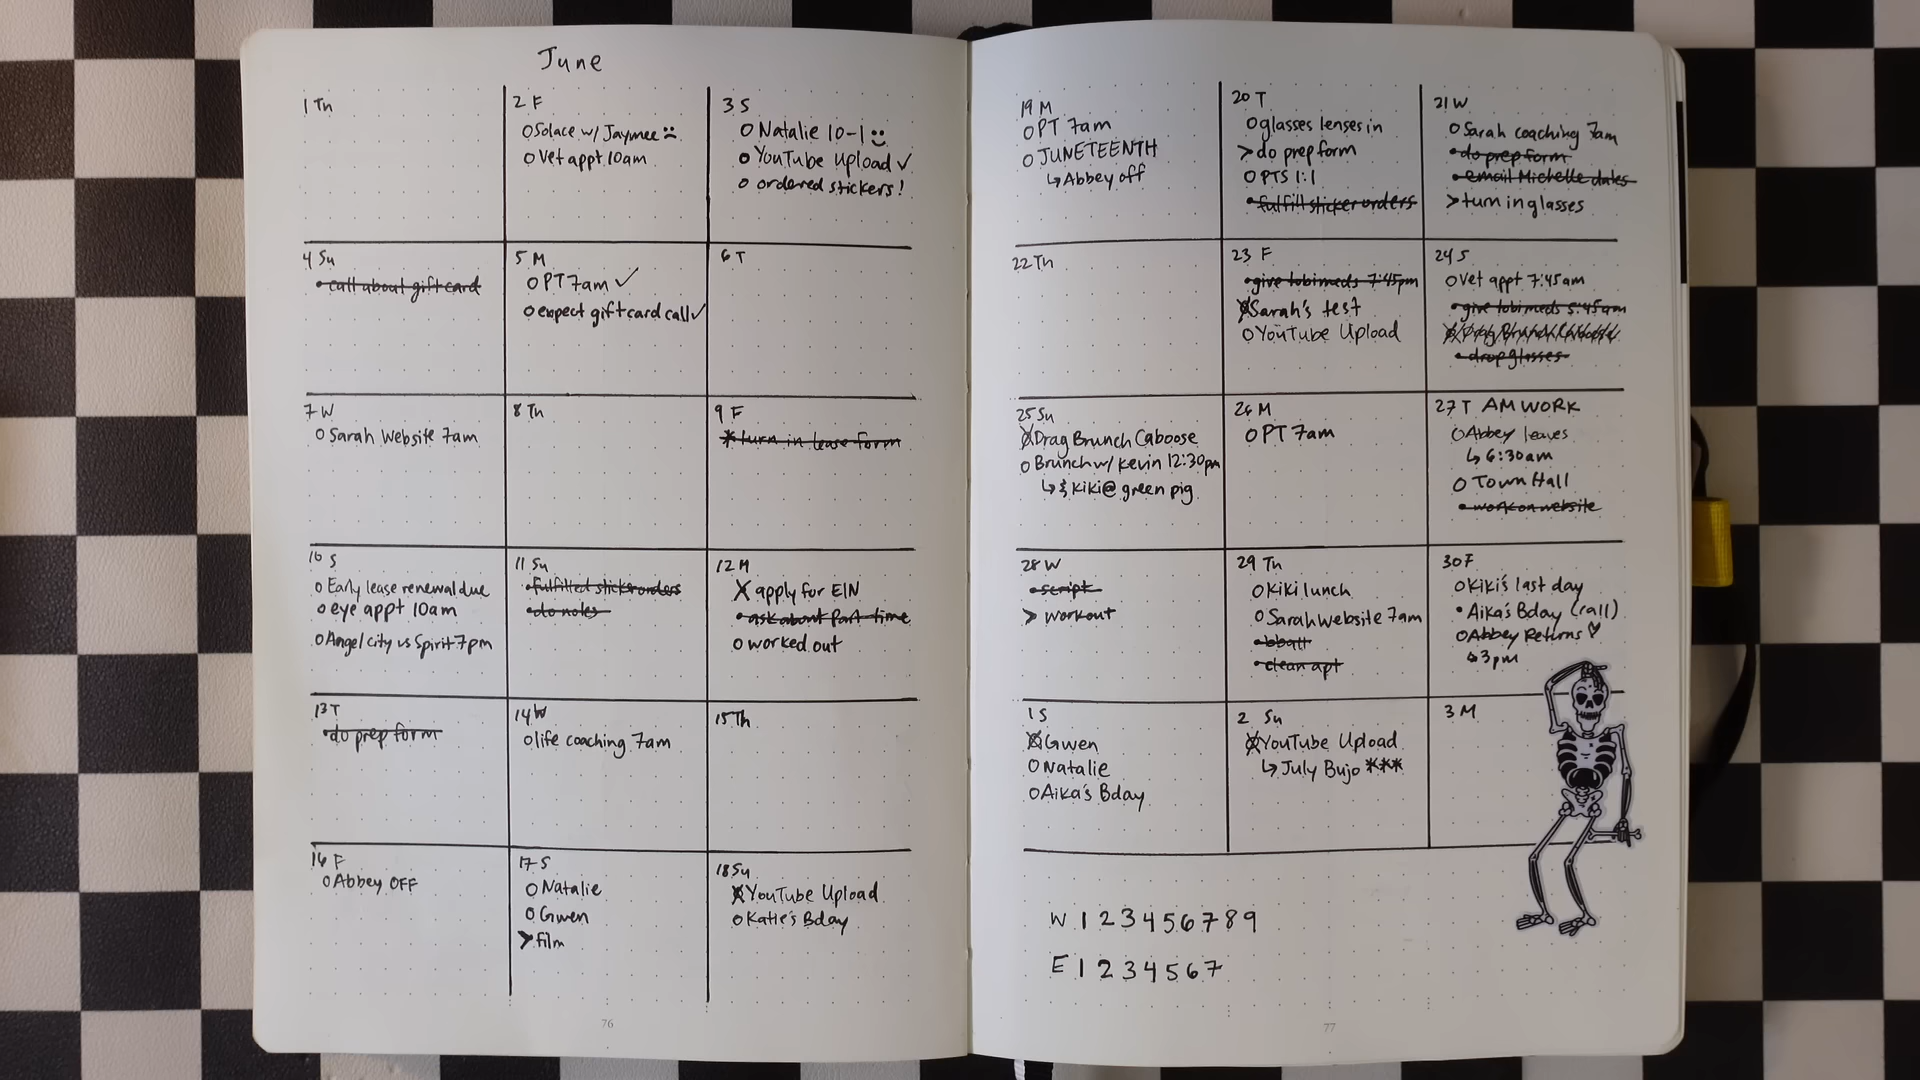 June
1 Th
2 F
O Solace w/ Jaymee
O Vet appt 10am
3 S
O Natalie 10-1
O YouTube Upload ✓
O ordered stickers!
4 Su
• call about gift card
5 M
O PT 7am ✓
O expect gift card call ✓
6 T
7 W
O Sarah Website 7am
8 Th
9 F
* turn in lease form
10 S
O Early lease renewal due
O eye appt 10am
O Angel city vs Spirit 7pm
11 Su
• fulfilled sticker orders
• do notes
12 M
X apply for EIN
• ask about part-time
O worked out
13 T
• do prep form
14 W
O life coaching 7am
15 Th
16 F
O Abbey OFF
17 S
O Natalie
O Gwen
> film
18 Su
X YouTube Upload
O Katie's Bday
76
19 M
O PT 7am
O JUNETEENTH
↳ Abbey off
20 T
O glasses lenses in
> do prep form
O PTS 1:1
• fulfill sticker orders
21 W
O Sarah coaching 7am
• do prep form
• email Michelle dates
> turn in glasses
22 Th
23 F
• give tobi meds 7:45pm
X Sarah's test
O YouTube Upload
24 S
O Vet appt 7:45am
• give tobi meds 5:45am
X Drag Brunch Caboose
• drop glasses
25 Su
X Drag Brunch Caboose
O Brunch w/ Kevin 12:30pm
↳ & Kiki @ green pig
26 M
O PT 7am
27 T AM WORK
O Abbey leaves
↳ 6:30am
O Town Hall
• work on website
28 W
• script
> workout
29 Th
O Kiki lunch
O Sarah Website 7am
• bball
• clean apt
30 F
O Kiki's last day
• Aika's Bday (call)
O Abbey Returns ♡
↳ 3pm
1 S
X Gwen
O Natalie
O Aika's Bday
2 Su
X YouTube Upload
↳ July Bujo ***
3 M
W 1 2 3 4 5 6 7 8 9
E 1 2 3 4 5 6 7
77